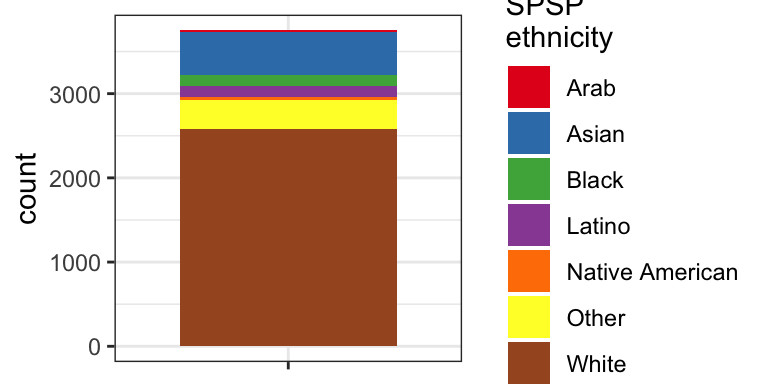 SPSP
ethnicity
Arab
Asian
Black
Latino
Native American
Other
White
count
3000
2000
1000
0